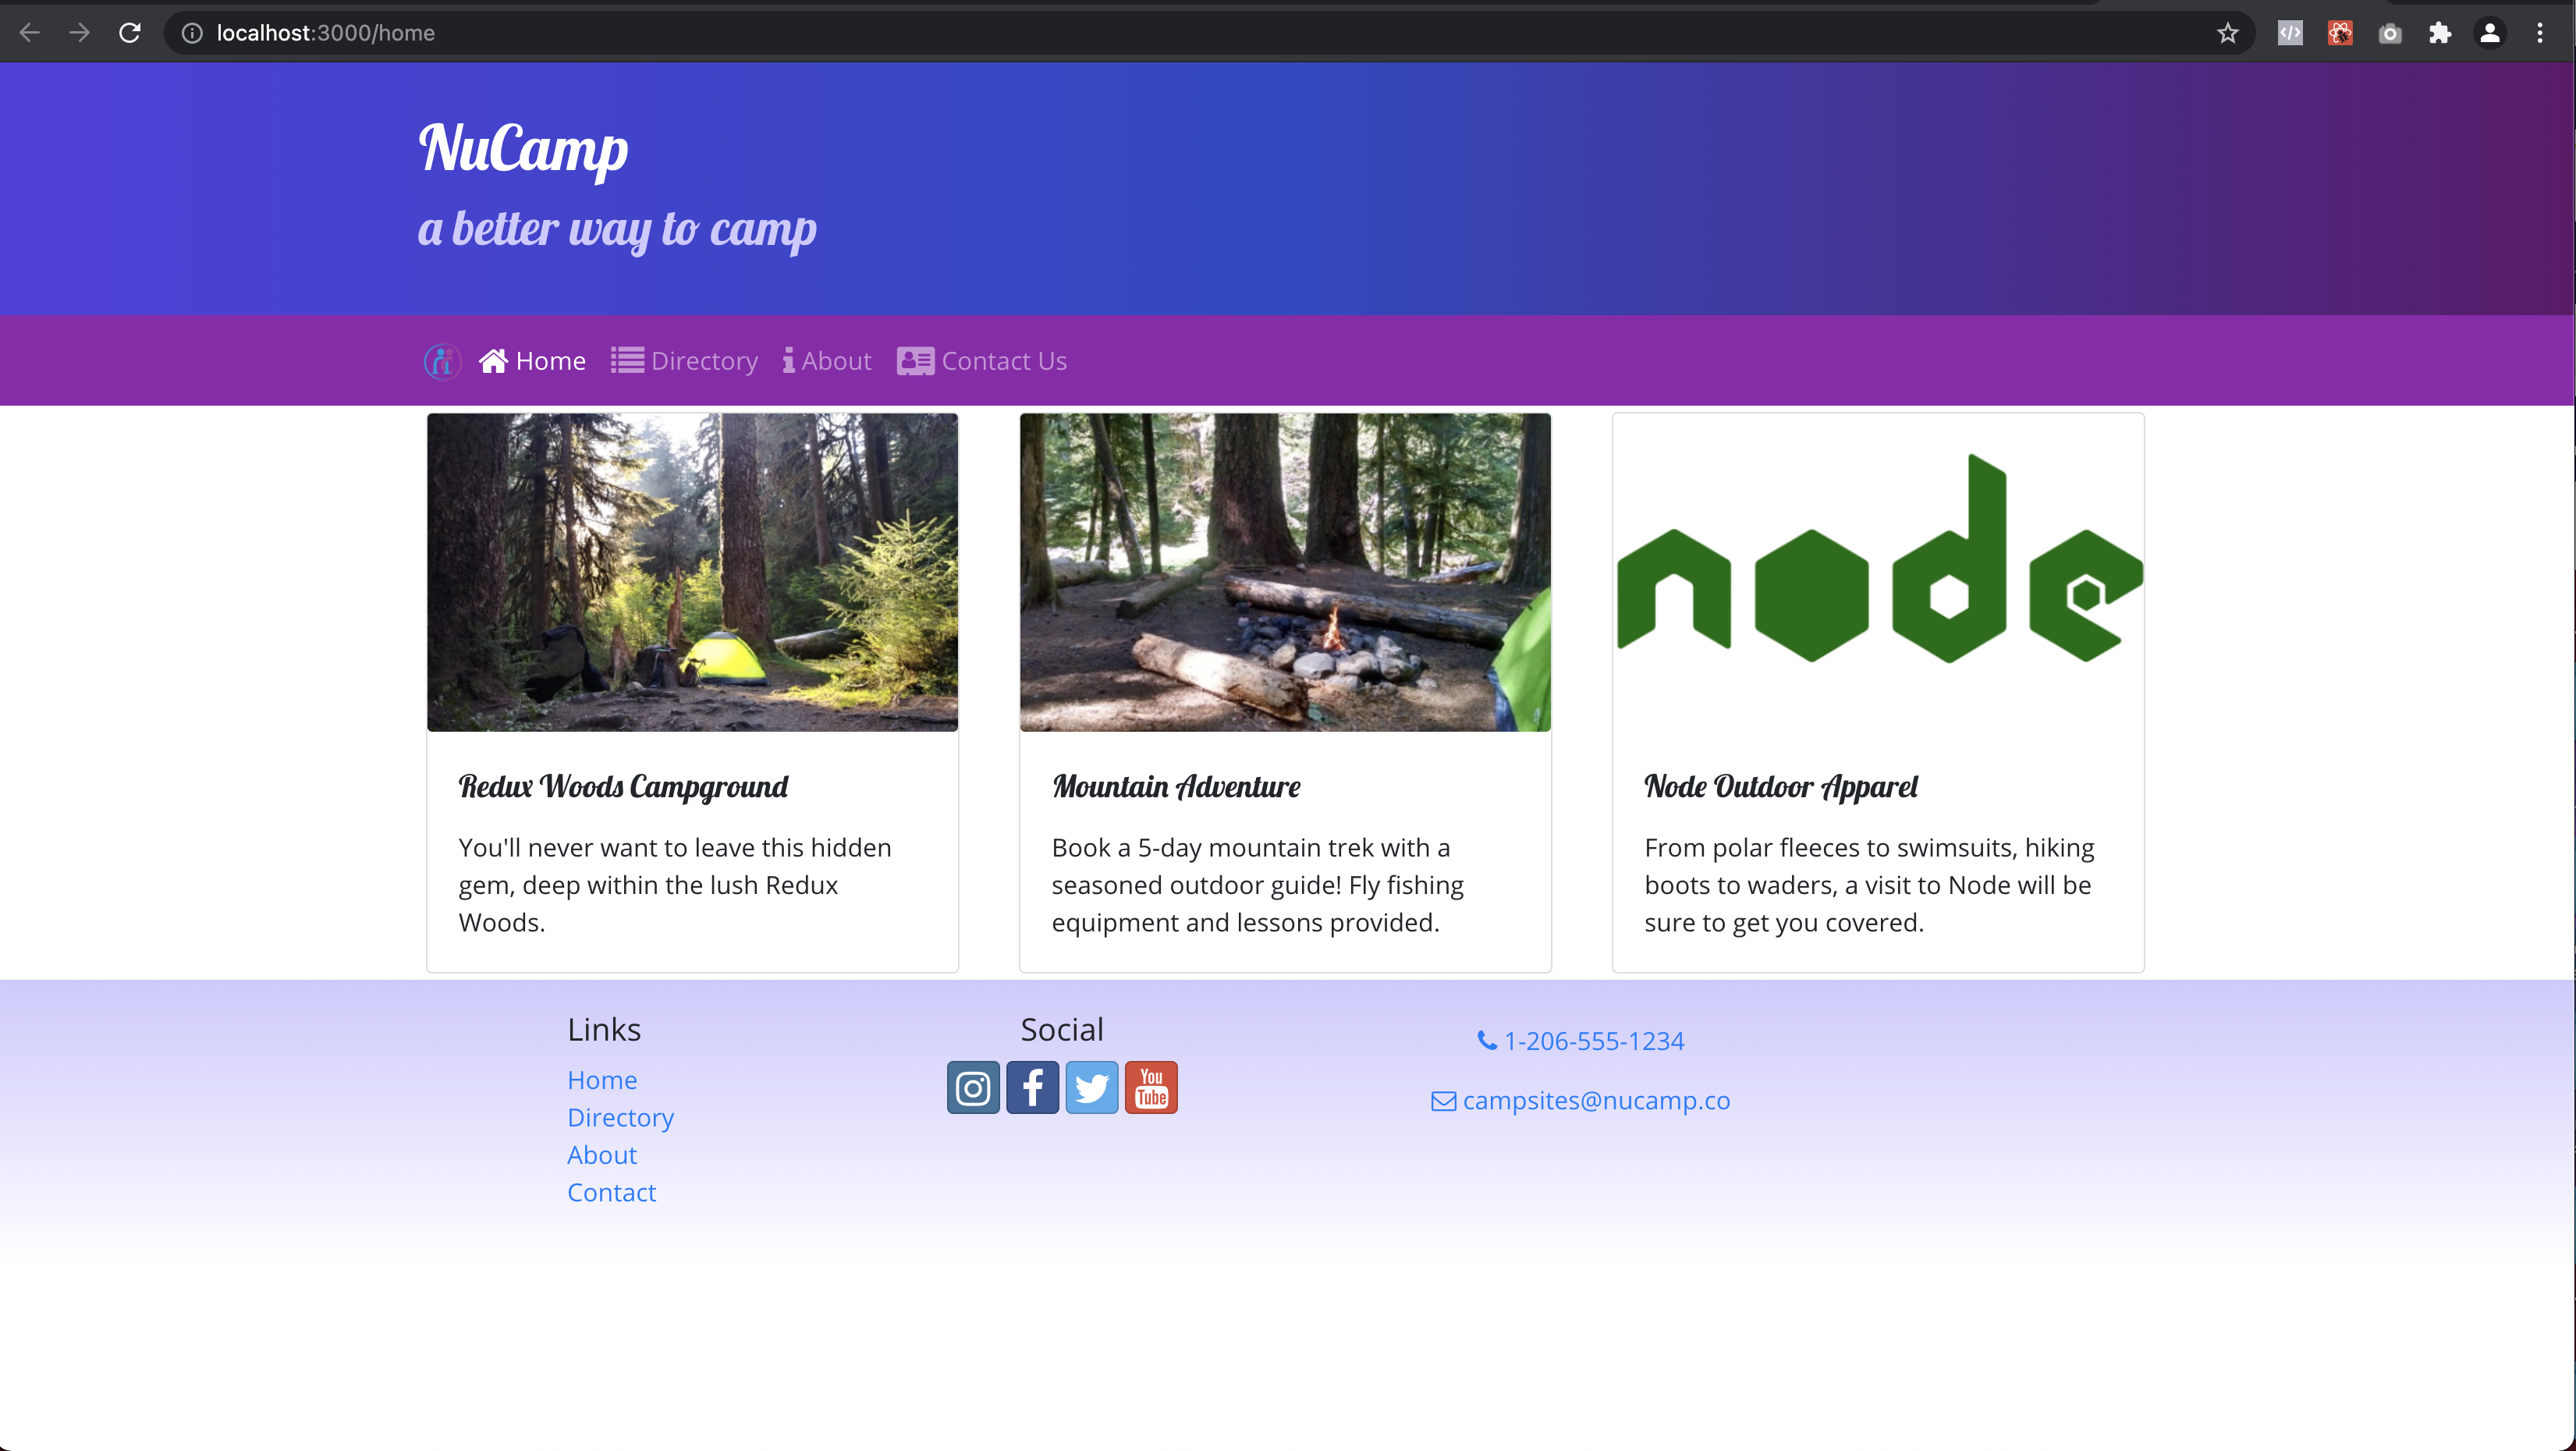 localhost:3000/home
NuCamp
a better way to camp
Home Directory About Contact Us
node
Redux Woods Campground
You'll never want to leave this hidden
gem, deep within the lush Redux
Woods.
Mountain Adventure
Book a 5-day mountain trek with a
seasoned outdoor guide! Fly fishing
equipment and lessons provided.
Node Outdoor Apparel
From polar fleeces to swimsuits, hiking
boots to waders, a visit to Node will be
sure to get you covered.
Links
Home
Directory
About
Contact
Social
You
Tube
1-206-555-1234
campsites@nucamp.co